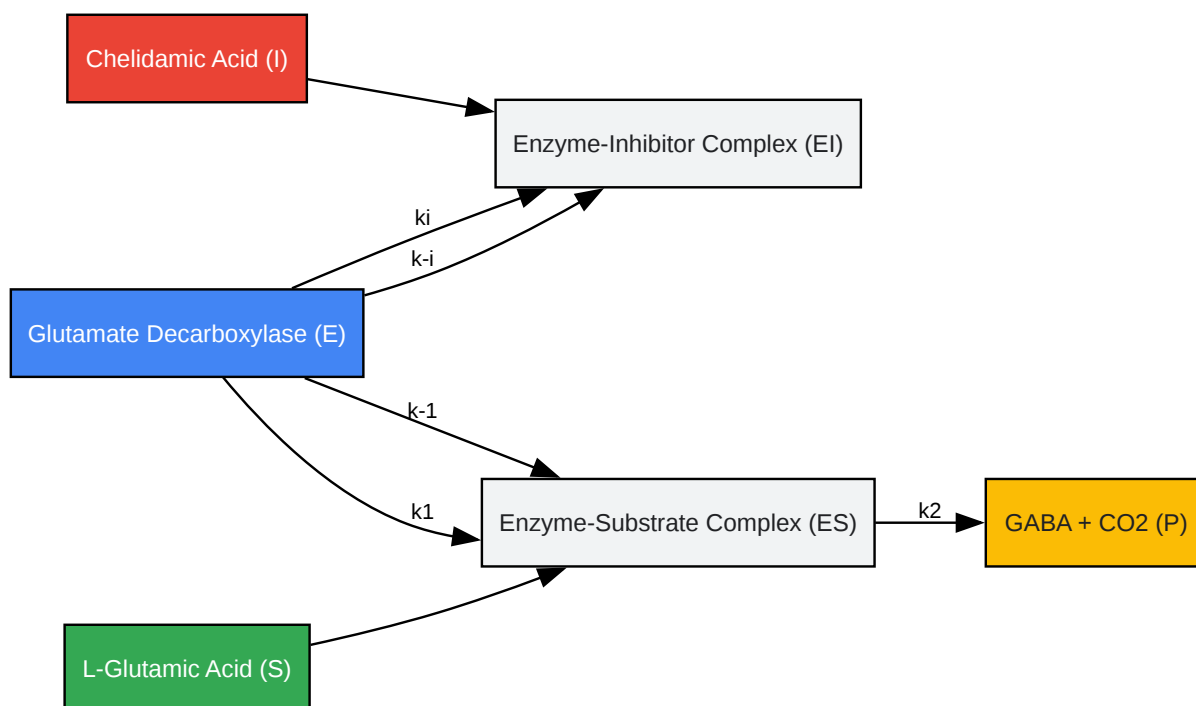 Chelidamic Acid (I)
Enzyme-Inhibitor Complex (EI)
ki
k-i
Glutamate Decarboxylase (E)
k-1
k1
Enzyme-Substrate Complex (ES)
k2
GABA + CO2 (P)
L-Glutamic Acid (S)